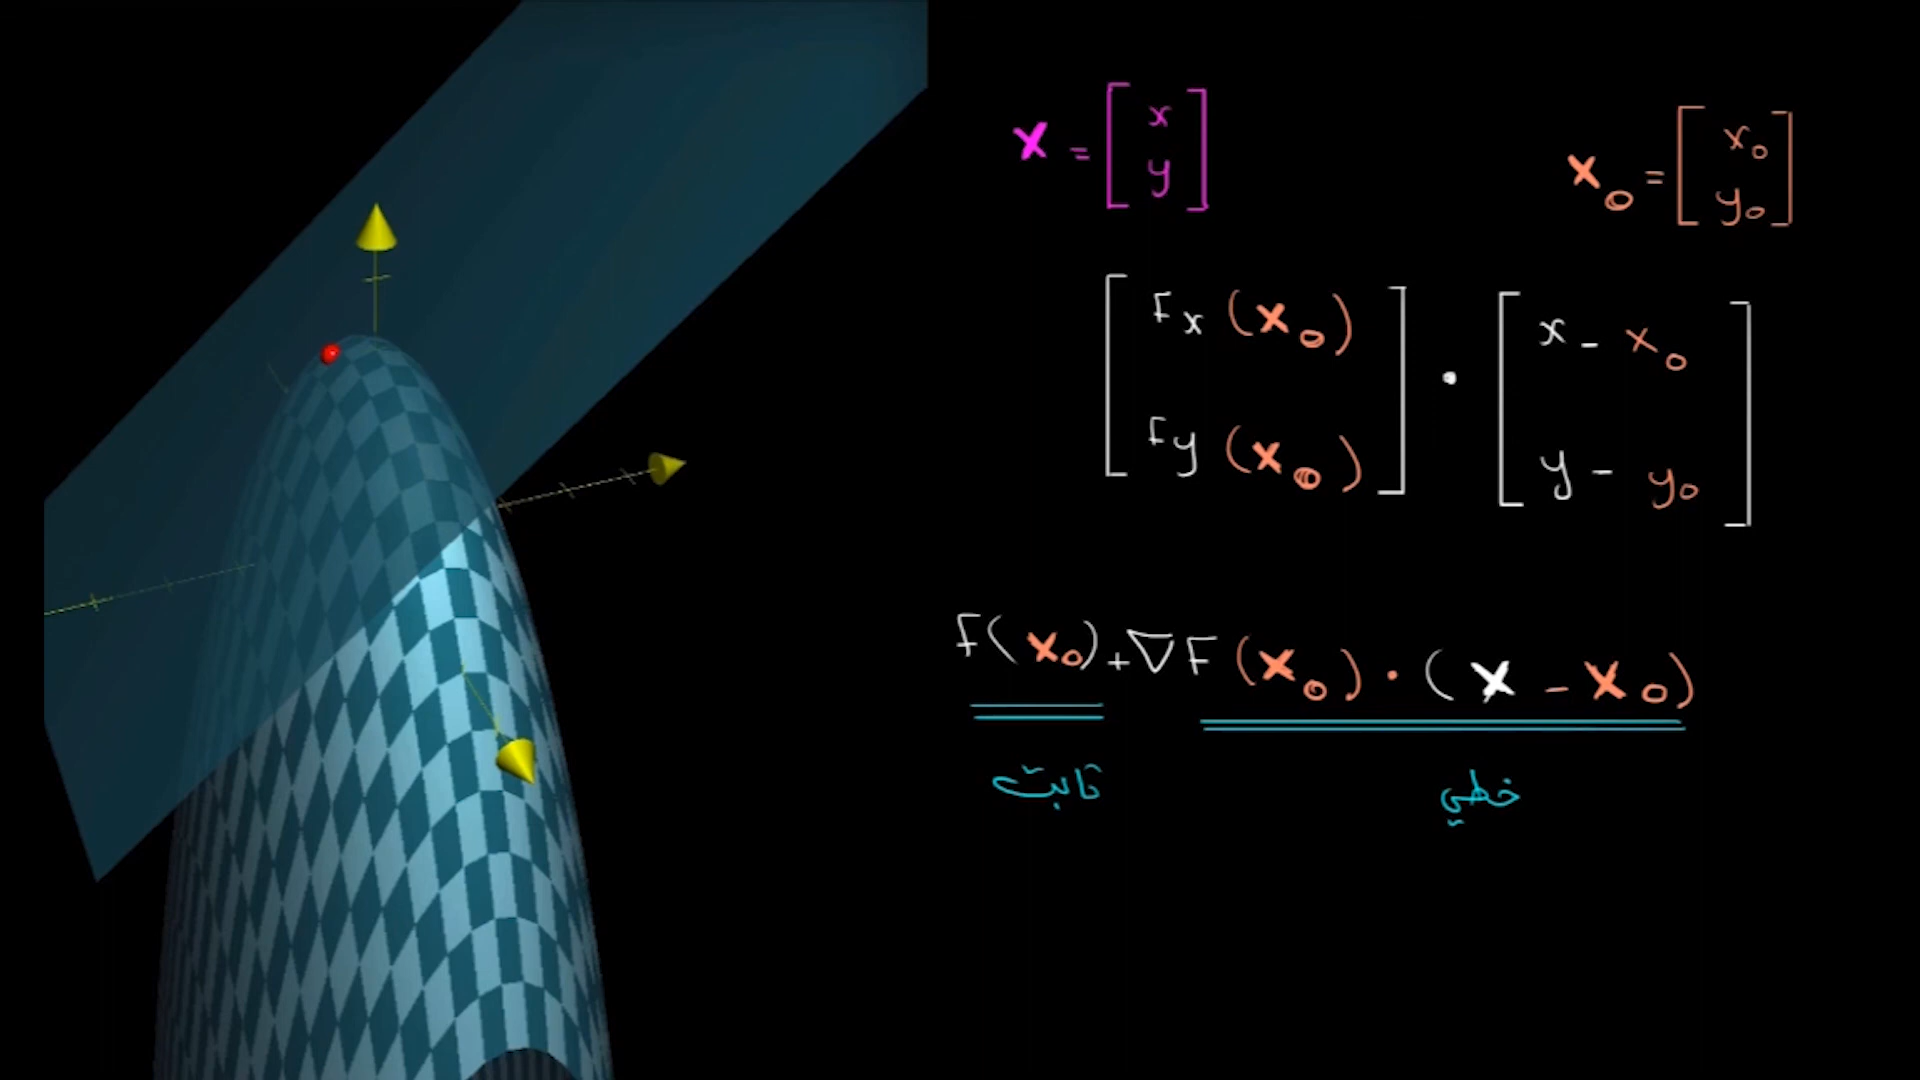 x = [ x y ]
x₀ = [ x₀ y₀ ]
[ Fx (x₀) Fy (x₀) ] · [ x - x₀ y - y₀ ]
F(x₀) + ∇F (x₀) · (x - x₀)
ثابت
خطي